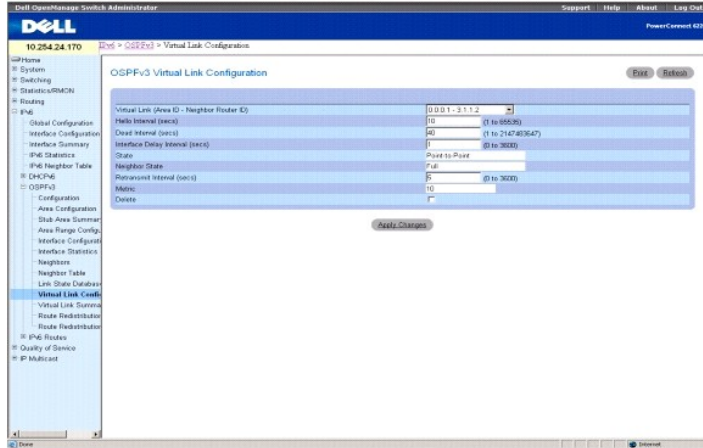 Dell OpenManage Switch Administrator
Support Help About Log Out
DELL
PowerConnect 622
10.254.24.170
IPv6 > OSPFv3 > Virtual Link Configuration
Home
System
Switching
Statistics/RMON
Routing
IPv6
Global Configuration
Interface Configuration
Interface Summary
IPv6 Statistics
IPv6 Neighbor Table
DHCPv6
OSPFv3
Configuration
Area Configuration
Stub Area Summar
Area Range Configu
Interface Configurati
Interface Statistics
Neighbors
Neighbor Table
Link State Databas
Virtual Link Confi
Virtual Link Summa
Route Redistributio
Route Redistributio
IPv6 Routes
Quality of Service
IP Multicast
OSPFv3 Virtual Link Configuration
Print Refresh
Virtual Link (Area ID - Neighbor Router ID) 0.0.0.1 - 3.1.1.2
Hello Interval (secs) 10 (1 to 65535)
Dead Interval (secs) 40 (1 to 2147483647)
Interface Delay Interval (secs) 1 (0 to 3600)
State Point-to-Point
Neighbor State Full
Retransmit Interval (secs) 5 (0 to 3600)
Metric 10
Delete
Apply Changes
Done
Internet